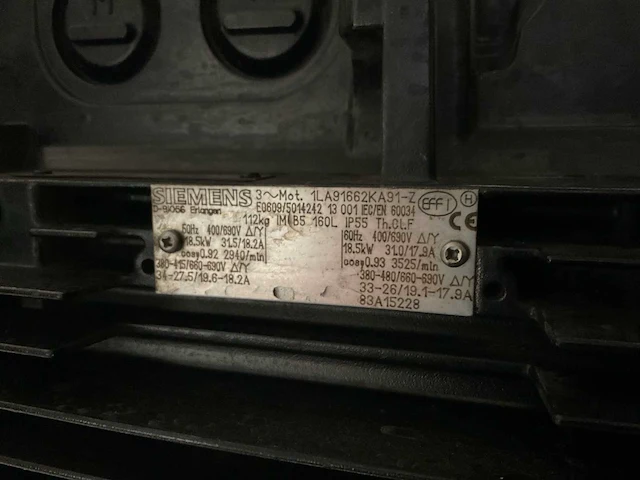 SIEMENS 3~Mot. 1LA91662KA91-Z EFF1 H
D-91056 Erlangen E0609/5014242 13 001 IEC/EN 60034 CE
112kg IM B5 160L IP55 Th.Cl.F
50Hz 400/690V Δ/Y
18.5kW 31.5/18.2A
cosφ0.92 2940/min
380-415/660-690V Δ/Y
34-27.5/19.6-18.2A
60Hz 400/690V Δ/Y
18.5kW 31.0/17.9A
cosφ0.93 3525/min
380-480/660-690V Δ/Y
33-26/19.1-17.9A
83A15228